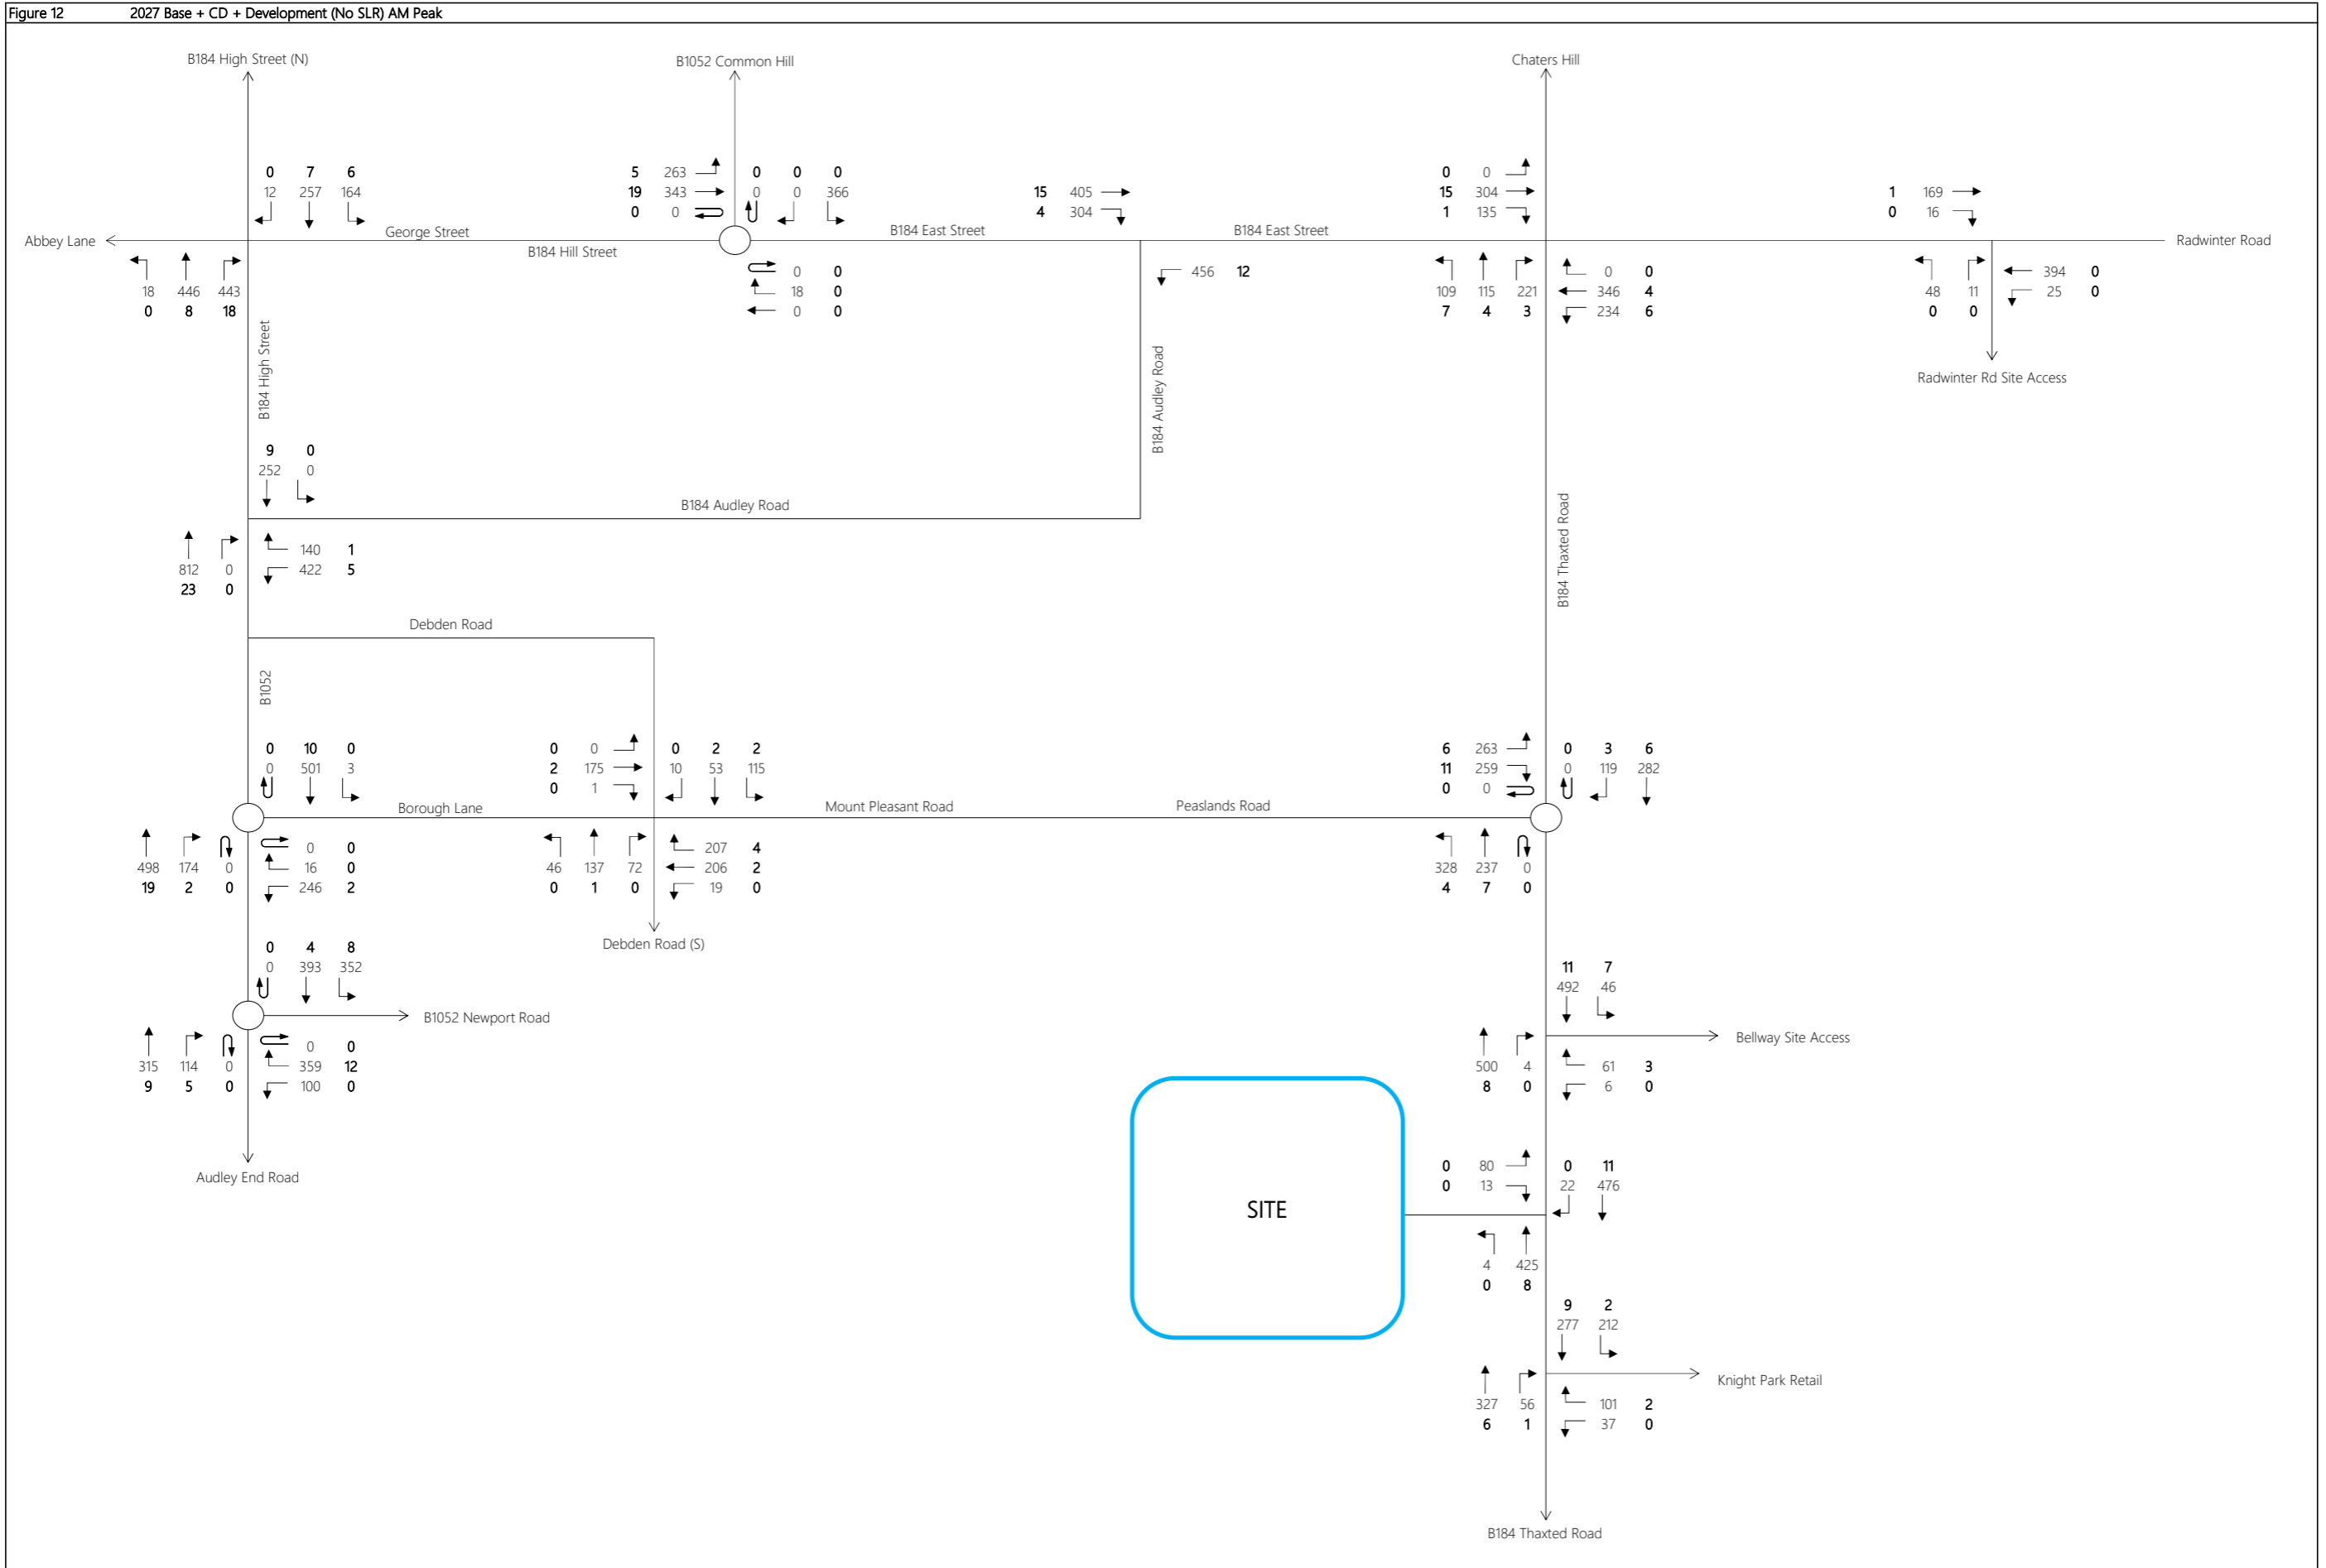 Figure 12 2027 Base + CD + Development (No SLR) AM Peak
B184 High Street (N) B1052 Common Hill Chaters Hill
0 7 6 5 263 0 0 0 0 0
12 257 164 19 343 0 0 366 15 405 15 304 1 169
0 0 4 304 1 135 0 16
Abbey Lane George Street B184 East Street B184 East Street Radwinter Road
B184 Hill Street
0 0 456 12 0 0 394 0
18 446 443 18 0 109 115 221 346 4 48 11 25 0
0 8 18 0 0 7 4 3 234 6 0 0
B184 High Street
B184 Audley Road
Radwinter Rd Site Access
9 0
252 0
B184 Audley Road
B184 Thaxted Road
140 1
812 0 422 5
23 0
Debden Road
B1052
0 10 0 0 0 0 2 2 6 263 0 3 6
0 501 3 2 175 10 53 115 11 259 0 119 282
0 1 0 0
Borough Lane Mount Pleasant Road Peaslands Road
0 0 207 4
498 174 0 16 0 46 137 72 206 2 328 237 0
19 2 0 246 2 0 1 0 19 0 4 7 0
Debden Road (S)
0 4 8
0 393 352 11 7
492 46
B1052 Newport Road
Bellway Site Access
0 0
315 114 0 359 12 500 4 61 3
9 5 0 100 0 8 0 6 0
Audley End Road
0 80 0 11
0 13 22 476
SITE
4 425
0 8
9 2
277 212
Knight Park Retail
327 56 101 2
6 1 37 0
B184 Thaxted Road